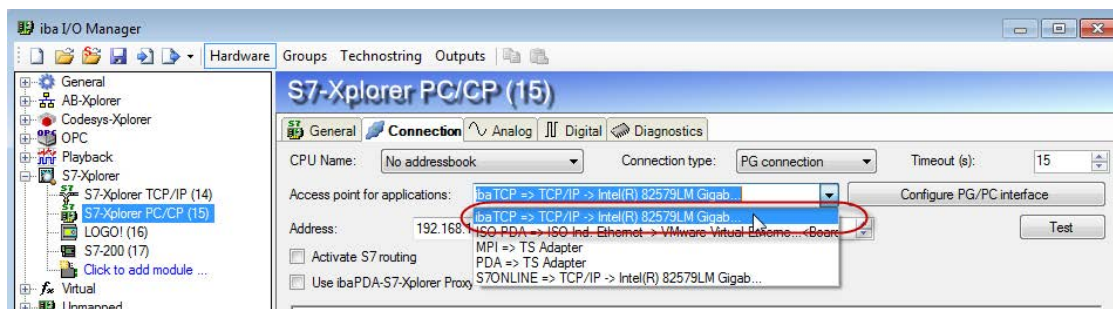 iba I/O Manager
Hardware Groups Technostring Outputs
General
AB-Xplorer
Codesys-Xplorer
OPC
Playback
S7-Xplorer
S7-Xplorer TCP/IP (14)
S7-Xplorer PC/CP (15)
LOGO! (16)
S7-200 (17)
Click to add module ...
Virtual
Unmapped
S7-Xplorer PC/CP (15)
General Connection Analog Digital Diagnostics
CPU Name: No addressbook Connection type: PG connection Timeout (s): 15
Access point for applications: ibaTCP => TCP/IP -> Intel(R) 82579LM Gigab... Configure PG/PC interface
ibaTCP => TCP/IP -> Intel(R) 82579LM Gigab...
Address: 192.168.1 Test
ISO PDA => ISO Ind. Ethernet -> VMware Virtual
MPI => TS Adapter
Activate S7 routing
PDA => TS Adapter
Use ibaPDA-S7-Xplorer Proxy
S7ONLINE => TCP/IP -> Intel(R) 82579LM Gigab...